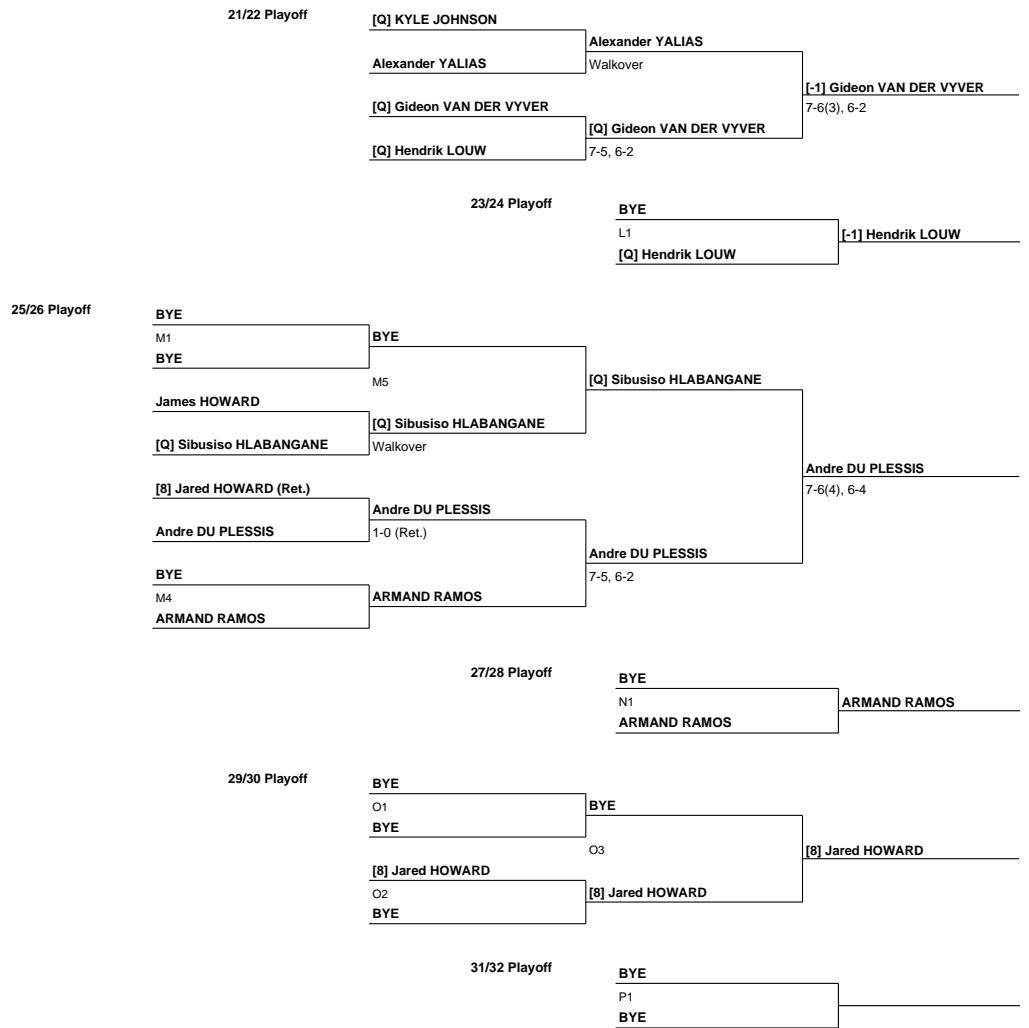 21/22 Playoff
[Q] KYLE JOHNSON
Alexander YALIAS
Alexander YALIAS
Walkover
[-1] Gideon VAN DER VYVER
7-6(3), 6-2
[Q] Gideon VAN DER VYVER
[Q] Gideon VAN DER VYVER
[Q] Hendrik LOUW
7-5, 6-2
23/24 Playoff
BYE
L1
[-1] Hendrik LOUW
[Q] Hendrik LOUW
25/26 Playoff
BYE
M1
BYE
BYE
M5
[Q] Sibusiso HLABANGANE
James HOWARD
[Q] Sibusiso HLABANGANE
[Q] Sibusiso HLABANGANE
Walkover
Andre DU PLESSIS
7-6(4), 6-4
[8] Jared HOWARD (Ret.)
Andre DU PLESSIS
Andre DU PLESSIS
1-0 (Ret.)
Andre DU PLESSIS
7-5, 6-2
BYE
M4
ARMAND RAMOS
ARMAND RAMOS
27/28 Playoff
BYE
N1
ARMAND RAMOS
ARMAND RAMOS
29/30 Playoff
BYE
O1
BYE
BYE
O3
[8] Jared HOWARD
[8] Jared HOWARD
O2
[8] Jared HOWARD
BYE
31/32 Playoff
BYE
P1
BYE